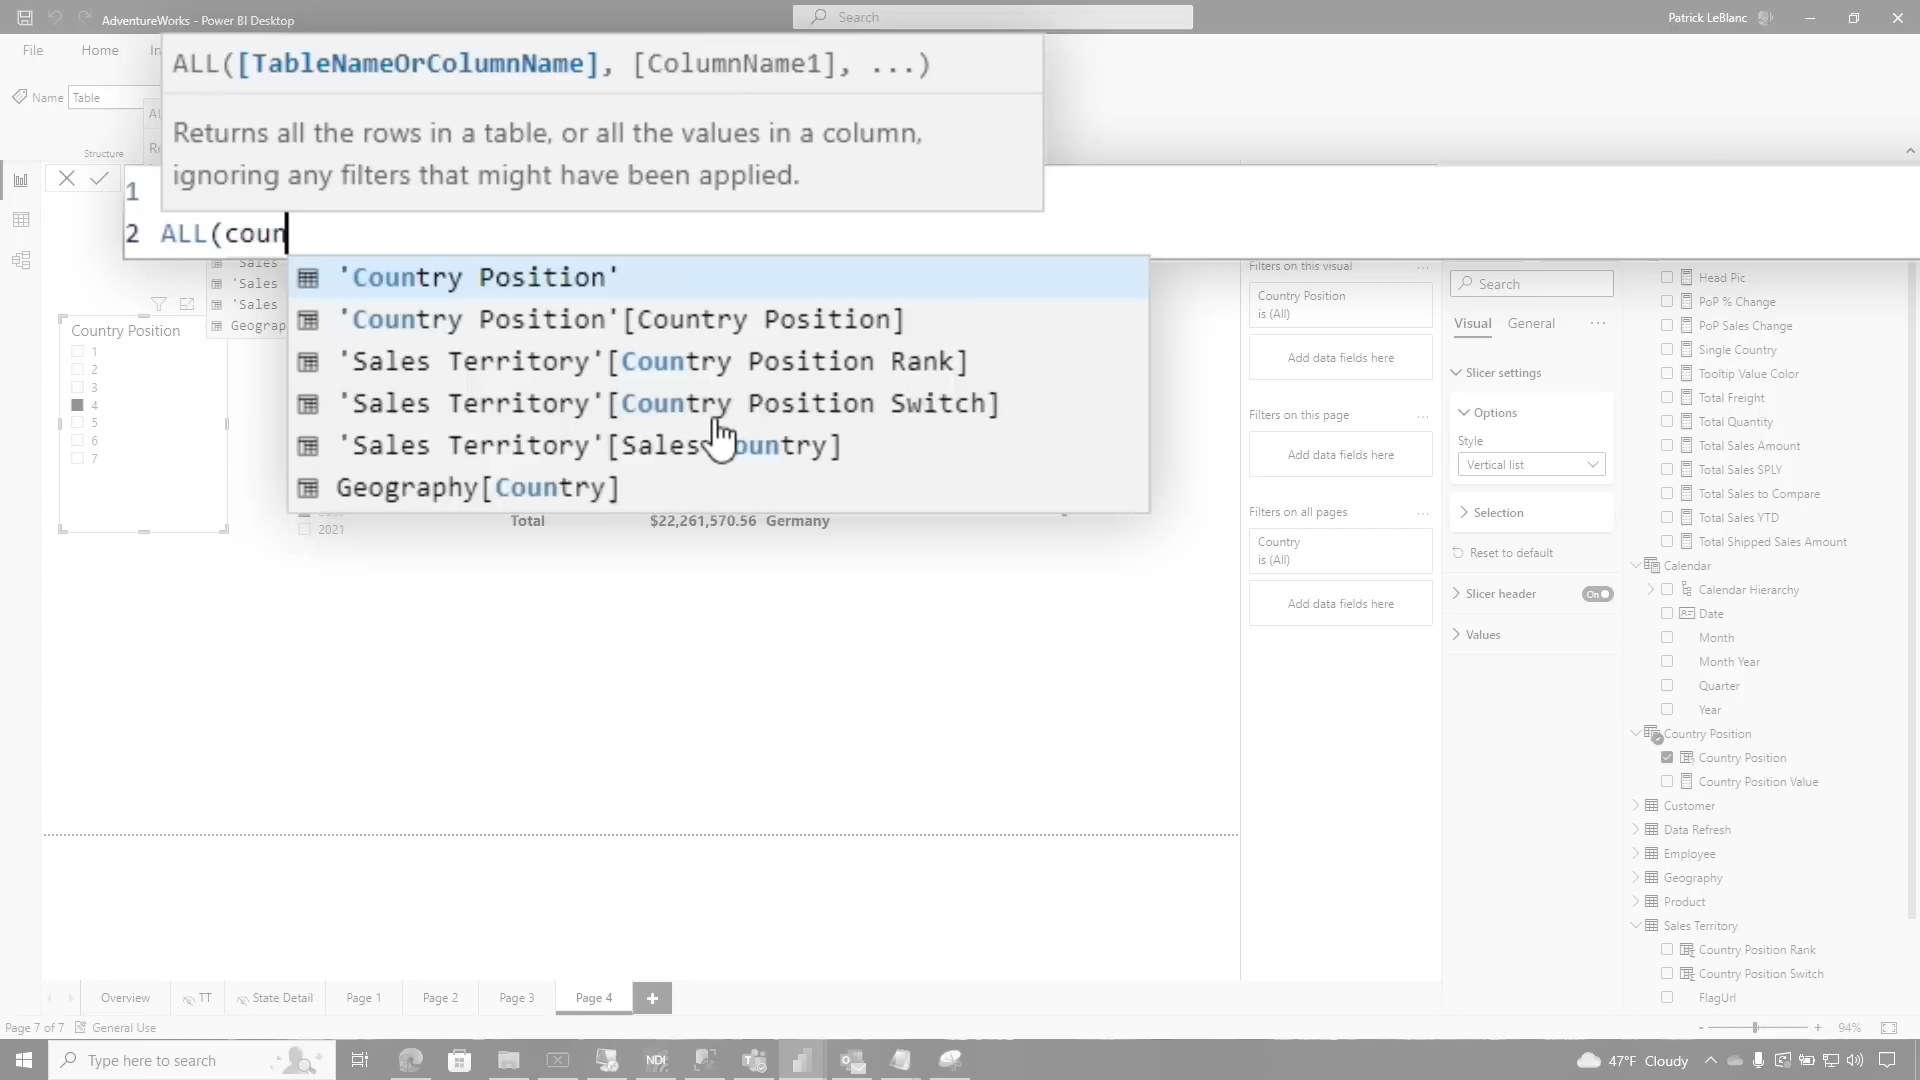 AdventureWorks - Power BI Desktop
Search
Patrick LeBlanc
File
Home
In
ALL([TableNameOrColumnName], [ColumnName1], ...)
Returns all the rows in a table, or all the values in a column,
ignoring any filters that might have been applied.
Name
Table
Structure
1
2 ALL(coun
'Country Position'
'Country Position'[Country Position]
'Sales Territory'[Country Position Rank]
'Sales Territory'[Country Position Switch]
'Sales Territory'[Sales Country]
Geography[Country]
'Sales
'Sales
'Sales
Geograp
Country Position
1
2
3
4
5
6
7
2021
Total $22,261,570.56 Germany
Filters on this visual
Country Position
is (All)
Add data fields here
Filters on this page
Add data fields here
Filters on all pages
Country
is (All)
Add data fields here
Search
Visual General
Slicer settings
Options
Style
Vertical list
Selection
Reset to default
Slicer header
On
Values
Head Pic
PoP % Change
PoP Sales Change
Single Country
Tooltip Value Color
Total Freight
Total Quantity
Total Sales Amount
Total Sales SPLY
Total Sales to Compare
Total Sales YTD
Total Shipped Sales Amount
Calendar
Calendar Hierarchy
Date
Month
Month Year
Quarter
Year
Country Position
Country Position
Country Position Value
Customer
Data Refresh
Employee
Geography
Product
Sales Territory
Country Position Rank
Country Position Switch
FlagUrl
Overview
TT
State Detail
Page 1
Page 2
Page 3
Page 4
Page 7 of 7
General Use
94%
Type here to search
NDI
47°F Cloudy